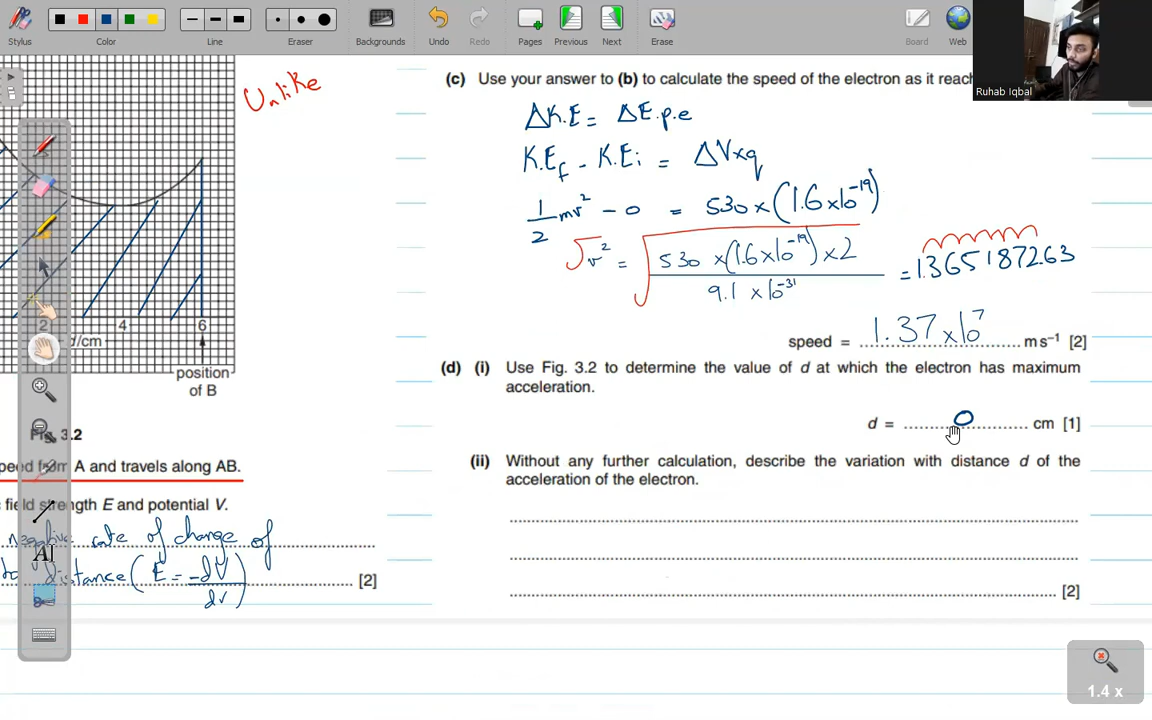 Stylus
Color
Line
Eraser
Backgrounds
Undo
Redo
Pages
Previous
Next
Erase
Board
Web
Ruhab Iqbal
Unlike
2
4
6
d/cm
position
of B
3.2
A and travels along AB.
field strength E and potential V.
negative rate of change of
distance ( E = -dV/dr )
[2]
(c) Use your answer to (b) to calculate the speed of the electron as it reac
ΔK.E = ΔE.p.e
K.Ef - K.Ei = ΔV×q
1/2 mv² - 0 = 530 × (1.6×10⁻¹⁹)
√v² = √530 × (1.6×10⁻¹⁹) × 2 / 9.1 × 10⁻³¹ = 13651872.63
speed = 1.37 × 10⁷ m s⁻¹ [2]
(d) (i) Use Fig. 3.2 to determine the value of d at which the electron has maximum
acceleration.
d = 0 cm [1]
(ii) Without any further calculation, describe the variation with distance d of the
acceleration of the electron.
[2]
1.4 x